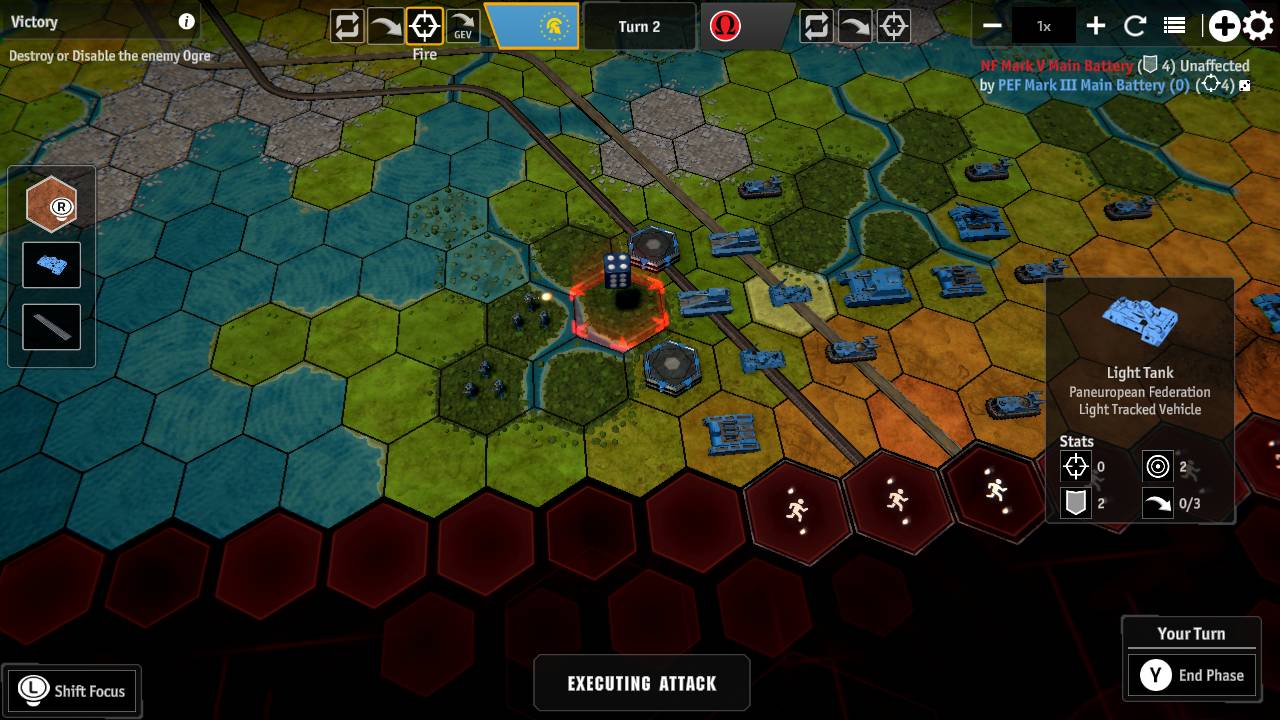 Victory
i
Destroy or Disable the enemy Ogre
Fire
GEV
Turn 2
Ω
1x
NF Mark V Main Battery ( 4) Unaffected
by PEF Mark III Main Battery (0) ( 4)
R
Light Tank
Paneuropean Federation
Light Tracked Vehicle
Stats
0 2
2 0/3
EXECUTING ATTACK
L Shift Focus
Your Turn
Y End Phase